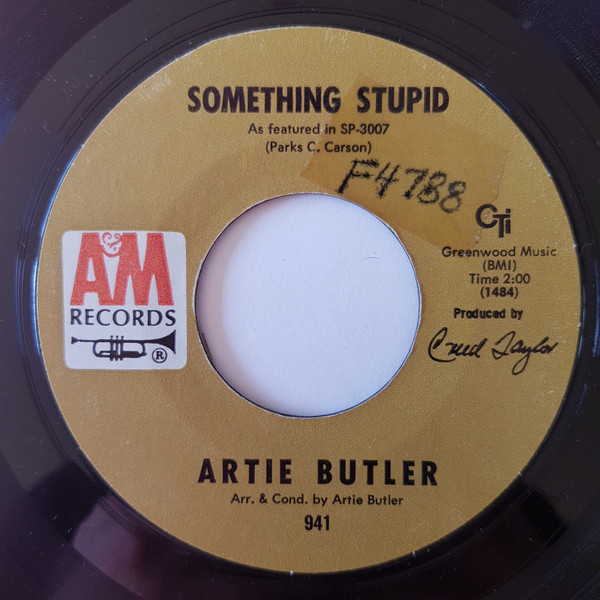 SOMETHING STUPID
As featured in SP-3007
(Parks C. Carson)
F4788
CTi
Greenwood Music
(BMI)
Time 2:00
(1484)
Produced by
Creed Taylor
A&M
RECORDS
®
ARTIE BUTLER
Arr. & Cond. by Artie Butler
941